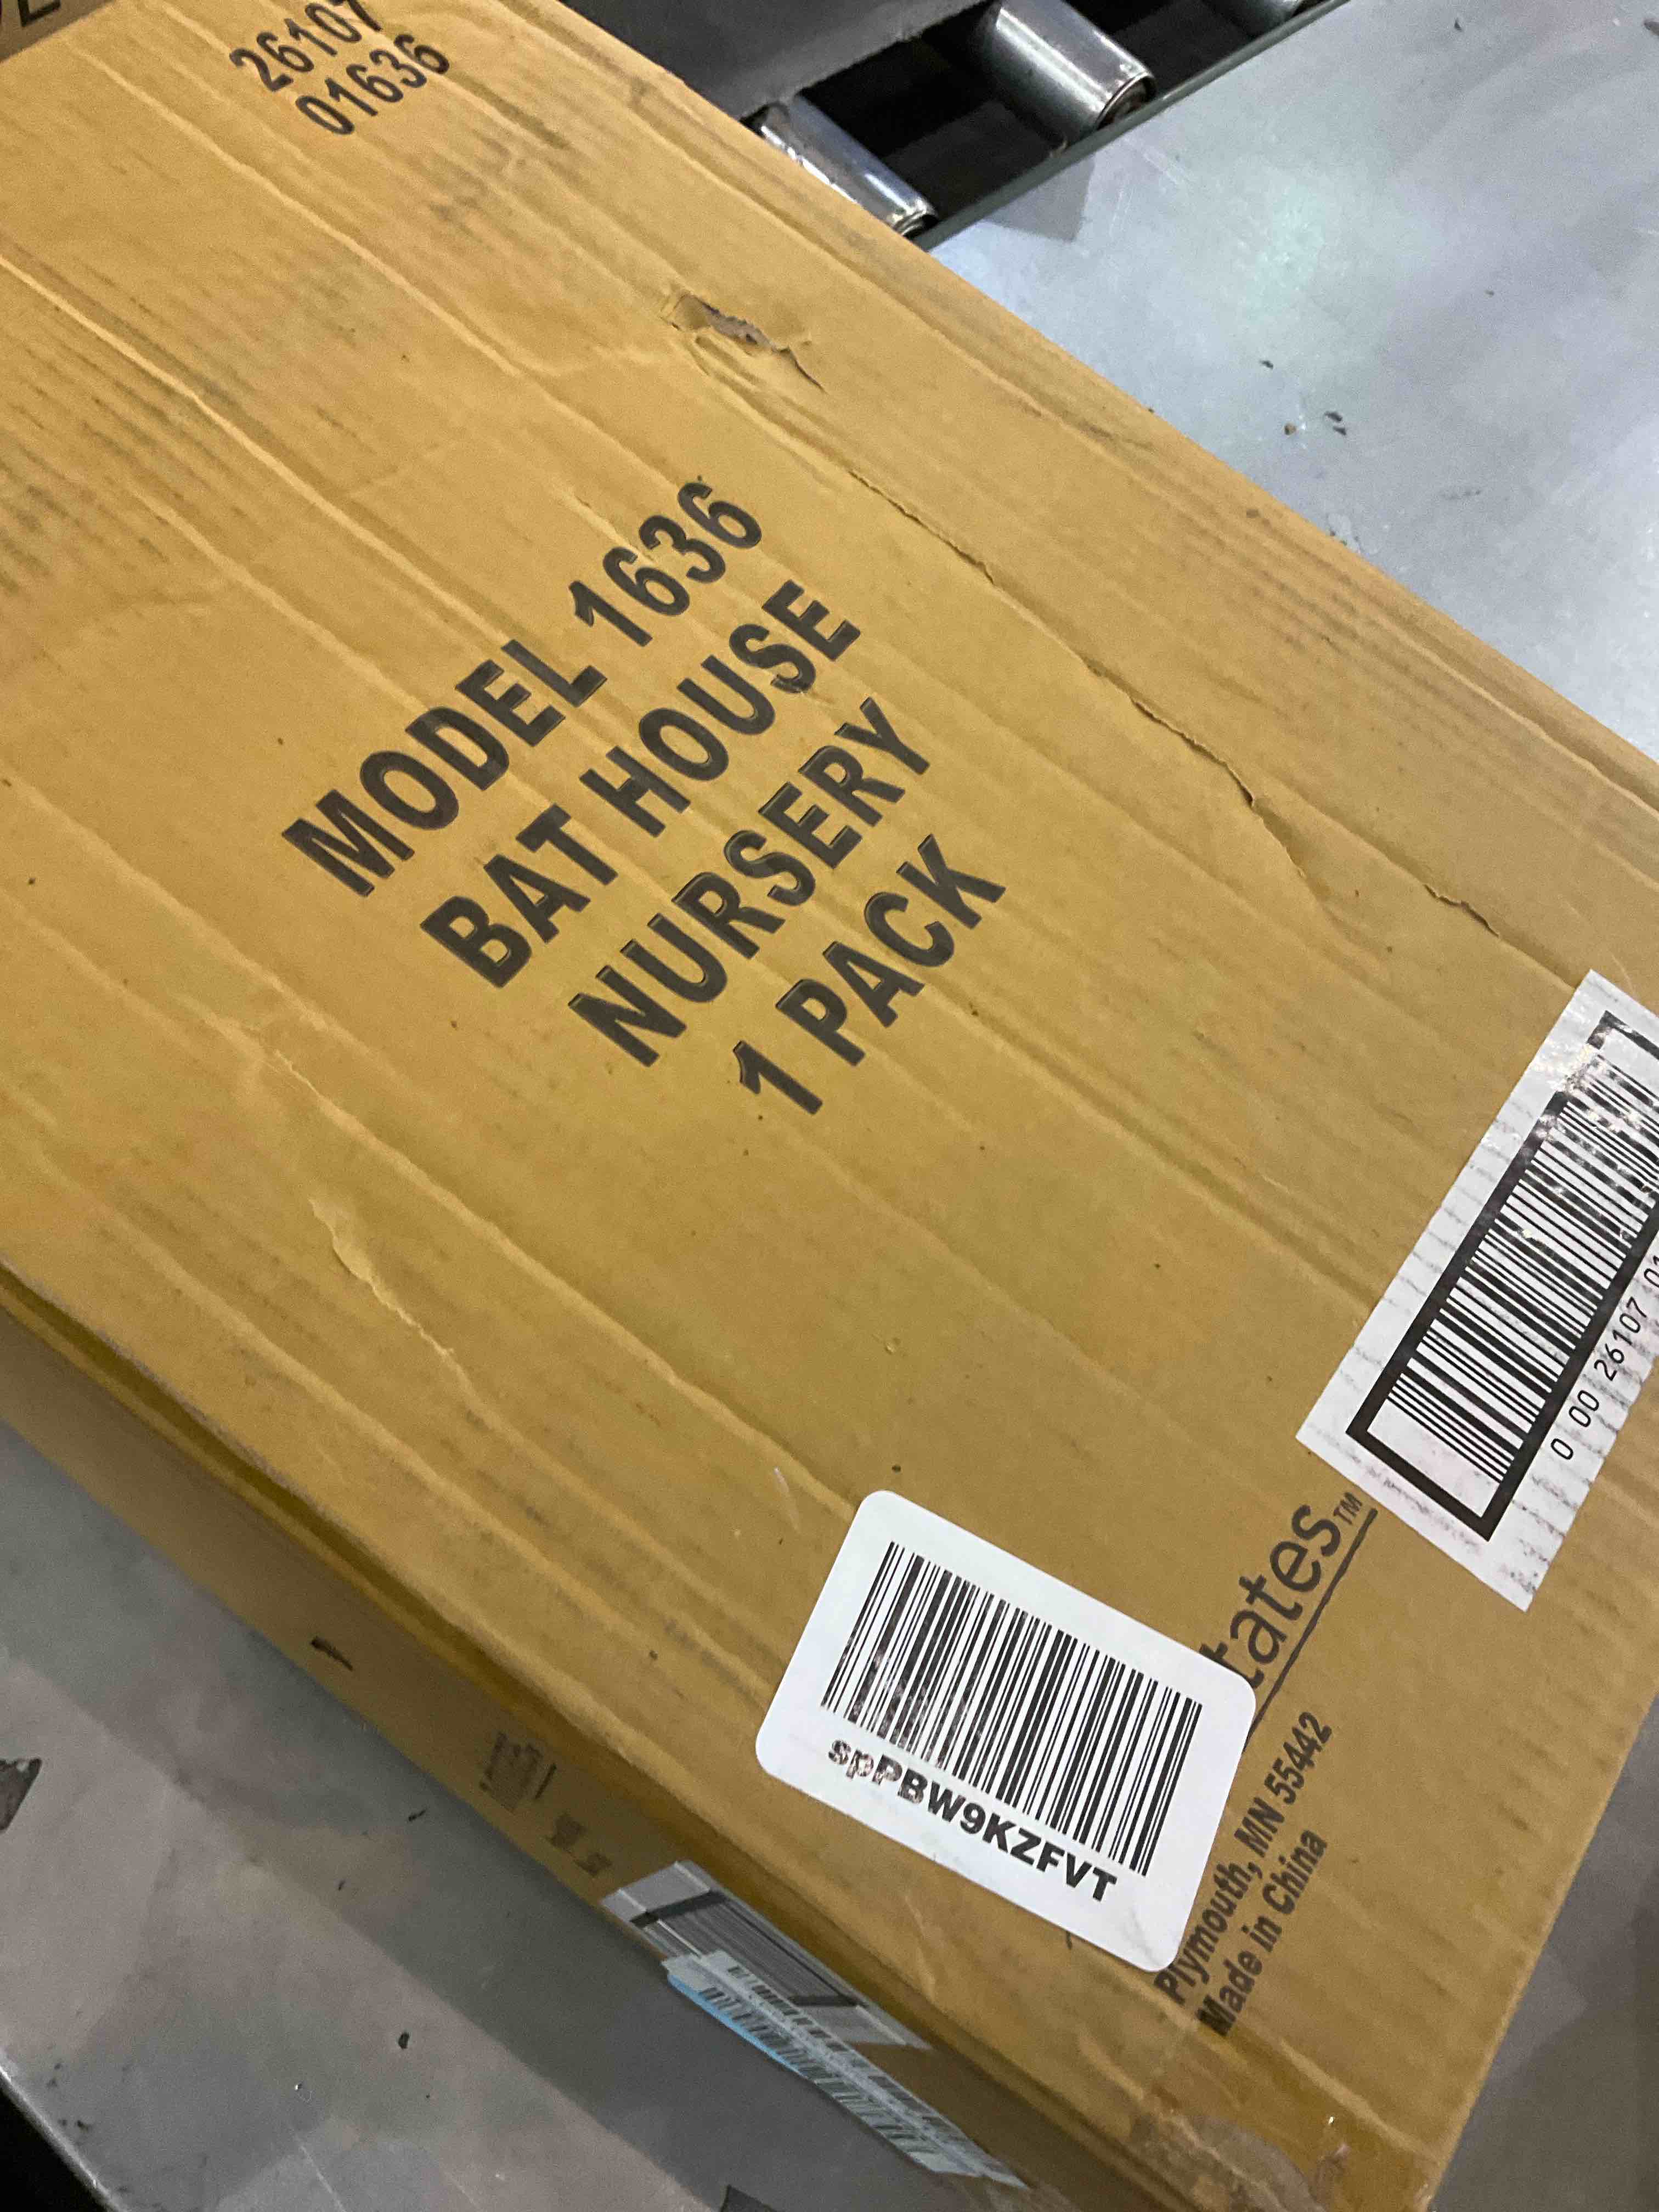 26107
01636
MODEL 1636
BAT HOUSE
NURSERY
1 PACK
0 00 26107 01
tates™
spPBW9KZFVT
Plymouth, MN 55442
Made in China